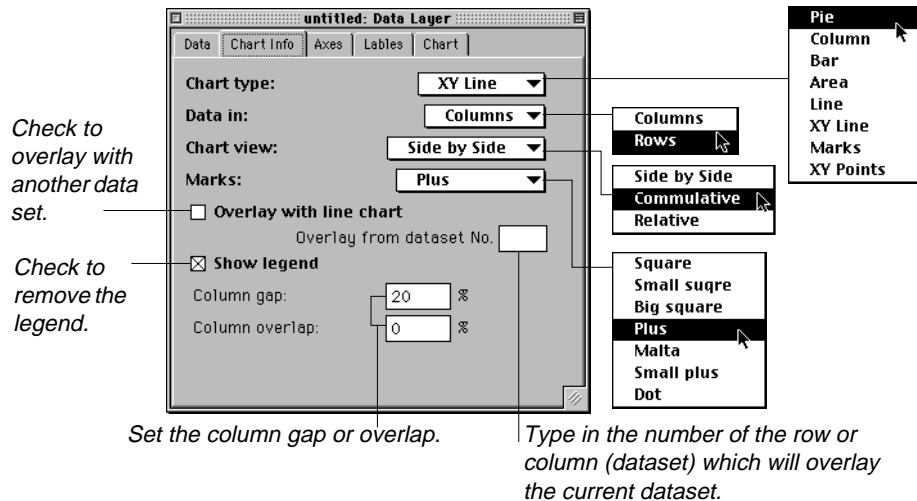 untitled: Data Layer
Data Chart Info Axes Lables Chart
Chart type: XY Line
Data in: Columns
Chart view: Side by Side
Marks: Plus
Overlay with line chart
Overlay from dataset No.
Show legend
Column gap: 20 %
Column overlap: 0 %
Check to
overlay with
another data
set.
Check to
remove the
legend.
Pie
Column
Bar
Area
Line
XY Line
Marks
XY Points
Columns
Rows
Side by Side
Commulative
Relative
Square
Small suqre
Big square
Plus
Malta
Small plus
Dot
Set the column gap or overlap.
Type in the number of the row or
column (dataset) which will overlay
the current dataset.